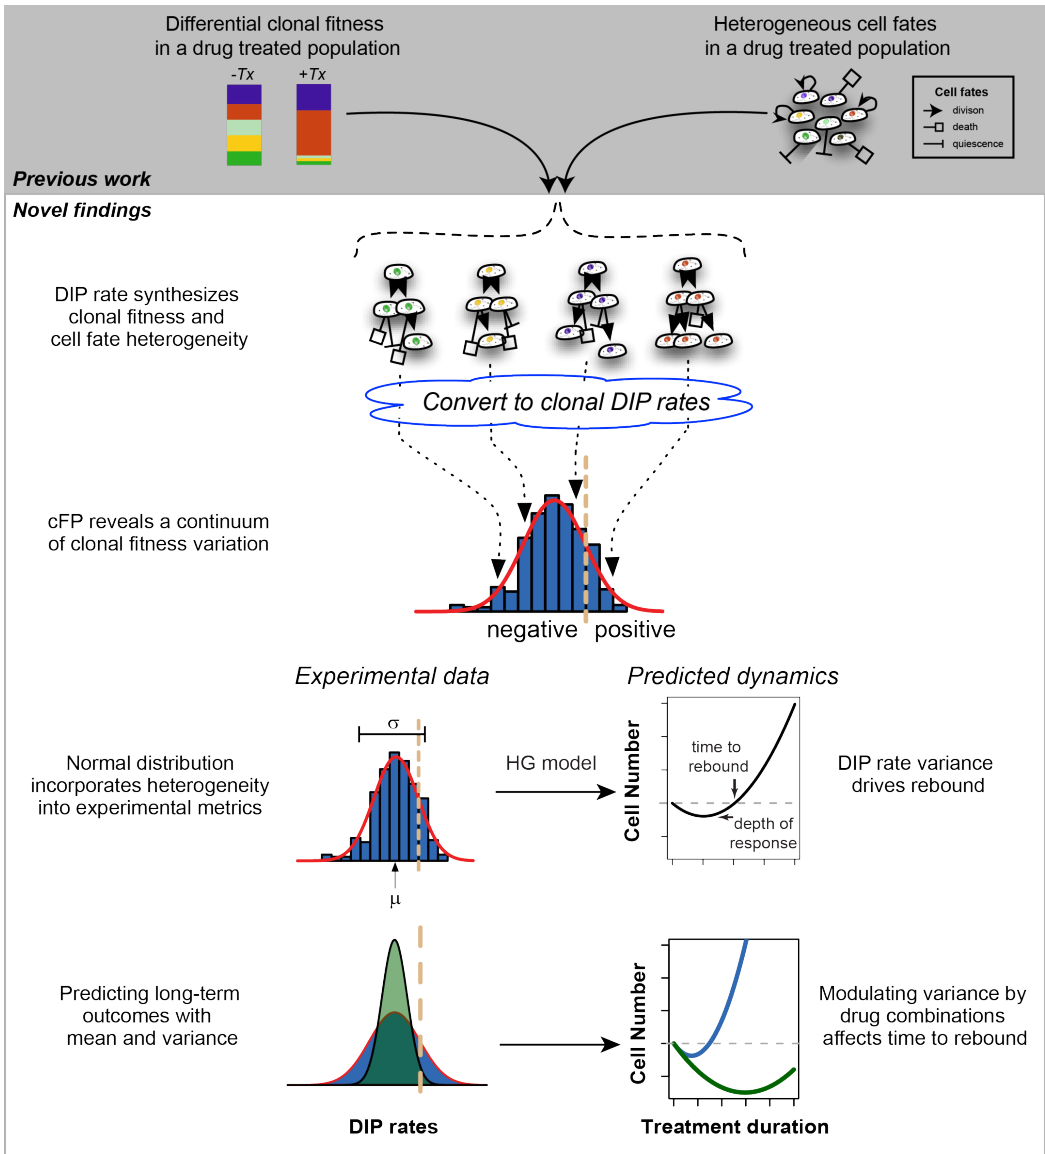 Differential clonal fitness
in a drug treated population
-Tx
+Tx
Heterogeneous cell fates
in a drug treated population
Cell fates
divison
death
quiescence
Previous work
Novel findings
DIP rate synthesizes
clonal fitness and
cell fate heterogeneity
Convert to clonal DIP rates
cFP reveals a continuum
of clonal fitness variation
negative
positive
Experimental data
Predicted dynamics
Normal distribution
incorporates heterogeneity
into experimental metrics
σ
μ
HG model
Cell Number
time to
rebound
depth of
response
DIP rate variance
drives rebound
Predicting long-term
outcomes with
mean and variance
Cell Number
Modulating variance by
drug combinations
affects time to rebound
DIP rates
Treatment duration